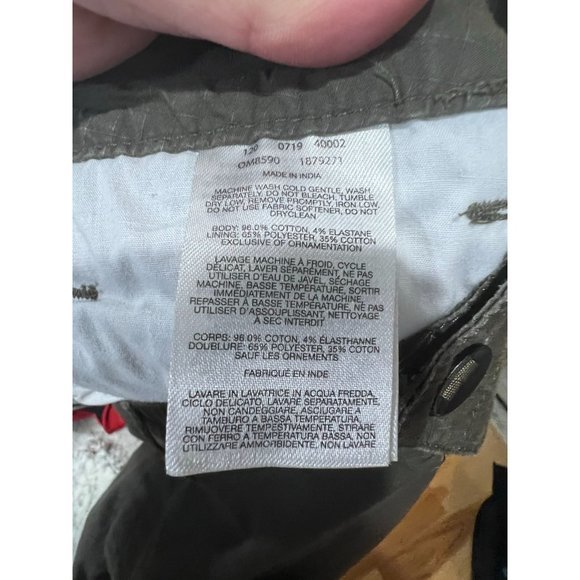 120 0719 40002
OM8590 1879273
MADE IN INDIA
MACHINE WASH COLD GENTLE, WASH
SEPARATELY, DO NOT BLEACH, TUMBLE
DRY LOW, REMOVE PROMPTLY, IRON LOW,
DO NOT USE FABRIC SOFTENER, DO NOT
DRYCLEAN
BODY: 96.0% COTTON, 4% ELASTANE
LINING: 65% POLYESTER, 35% COTTON
EXCLUSIVE OF ORNAMENTATION
LAVAGE MACHINE À FROID, CYCLE
DÉLICAT, LAVER SÉPARÉMENT, NE PAS
UTILISER D'EAU DE JAVEL, SÉCHAGE
MACHINE, BASSE TEMPÉRATURE, SORTIR
IMMÉDIATEMENT DE LA MACHINE,
REPASSER À BASSE TEMPÉRATURE, NE PAS
UTILISER D'ASSOUPLISSANT, NETTOYAGE
À SEC INTERDIT
CORPS: 96.0% COTON, 4% ÉLASTHANNE
DOUBLURE: 65% POLYESTER, 35% COTON
SAUF LES ORNEMENTS
FABRIQUÉ EN INDE
LAVARE IN LAVATRICE IN ACQUA FREDDA,
CICLO DELICATO, LAVARE SEPARATAMENTE,
NON CANDEGGIARE, ASCIUGARE A
TAMBURO A BASSA TEMPERATURA,
RIMUOVERE TEMPESTIVAMENTE, STIRARE
CON FERRO A TEMPERATURA BASSA, NON
UTILIZZARE AMMORBIDENTE, NON LAVARE